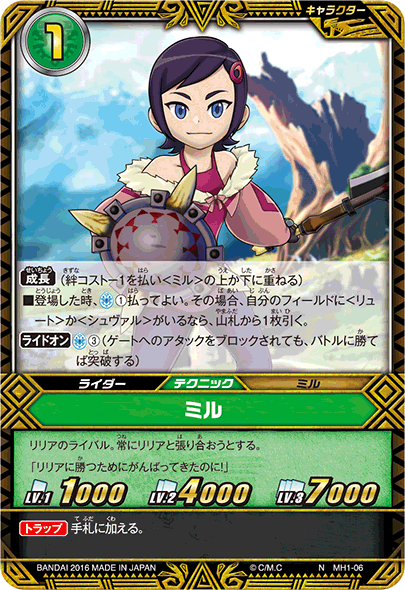 キャラクター
1
成長 (絆コスト−1を払い<ミル>の上か下に重ねる)
■登場した時、①払ってよい。その場合、自分のフィールドに<リュ
ート>か<シュヴァル>がいるなら、山札から1枚引く。
ライドオン ③(ゲートへのアタックをブロックされても、バトルに勝て
ば突破する)
ライダー テクニック ミル
ミル
リリアのライバル。常にリリアと張り合おうとする。
「リリアに勝つためにがんばってきたのに!」
LV.1 1000 LV.2 4000 LV.3 7000
トラップ 手札に加える。
BANDAI 2016 MADE IN JAPAN © C/M.C N MH1-06